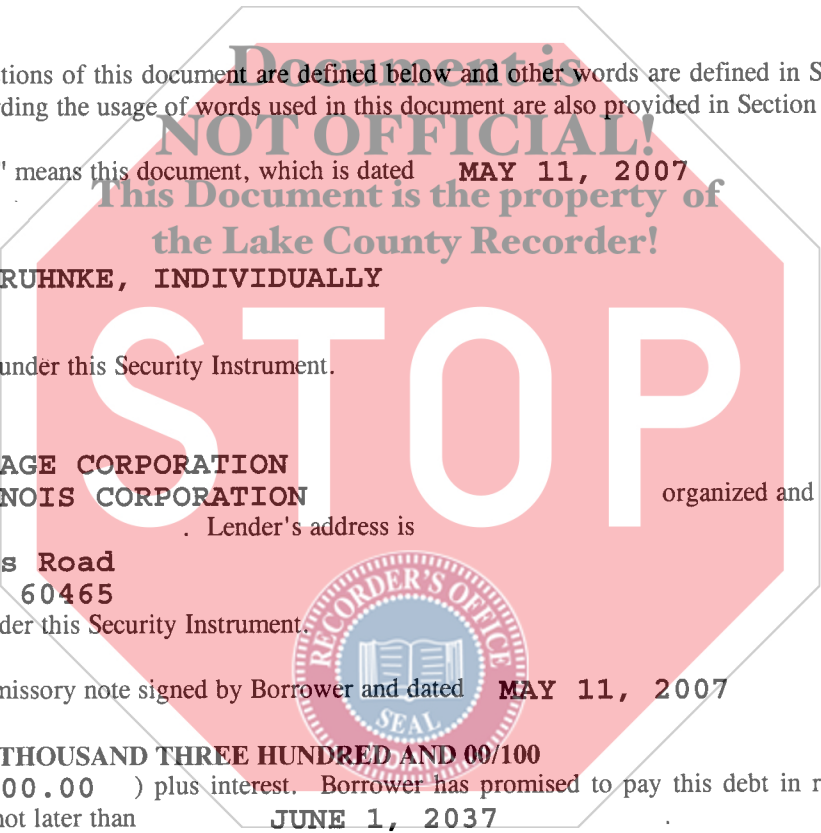 Document is
tions of this document are defined below and other words are defined in S
ding the usage of words used in this document are also provided in Section
NOT OFFICIAL!
" means this document, which is dated MAY 11, 2007
This Document is the property of
the Lake County Recorder!
RUHNKE, INDIVIDUALLY
STOP
under this Security Instrument.
AGE CORPORATION
NOIS CORPORATION organized and
. Lender's address is
s Road
60465
RECORDER'S OFFICE
der this Security Instrument.
nissory note signed by Borrower and dated MAY 11, 2007
SEAL
INDIANA
THOUSAND THREE HUNDRED AND 00/100
00.00 ) plus interest. Borrower has promised to pay this debt in r
not later than JUNE 1, 2037 .